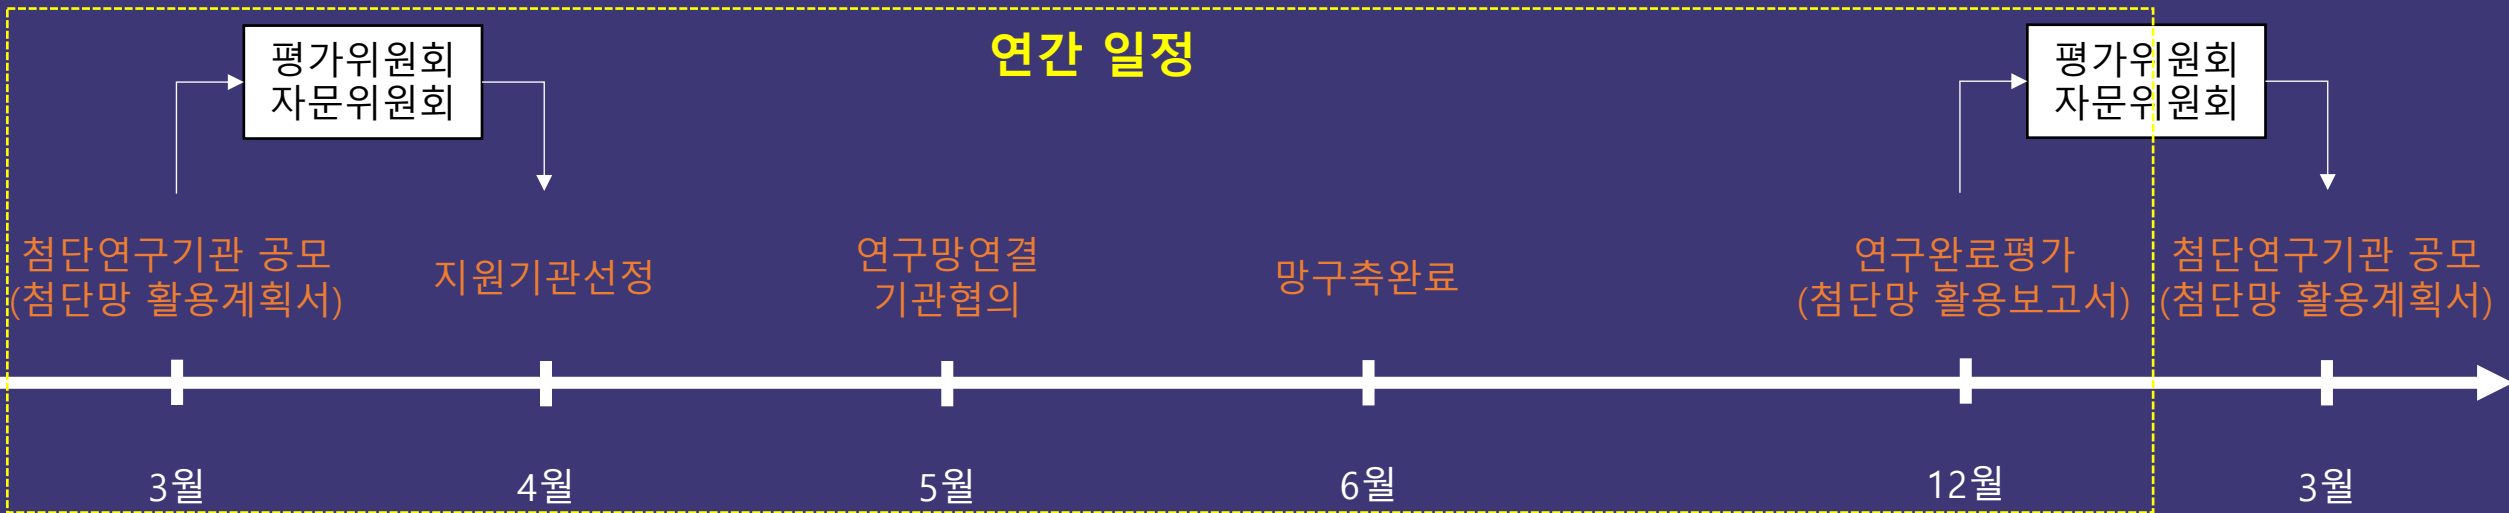 연간 일정
평가위원회
자문위원회
평가위원회
자문위원회
첨단연구기관 공모
(첨단망 활용계획서)
지원기관선정
연구망연결
기관협의
망구축완료
연구완료평가
(첨단망 활용보고서)
첨단연구기관 공모
(첨단망 활용계획서)
3월
4월
5월
6월
12월
3월